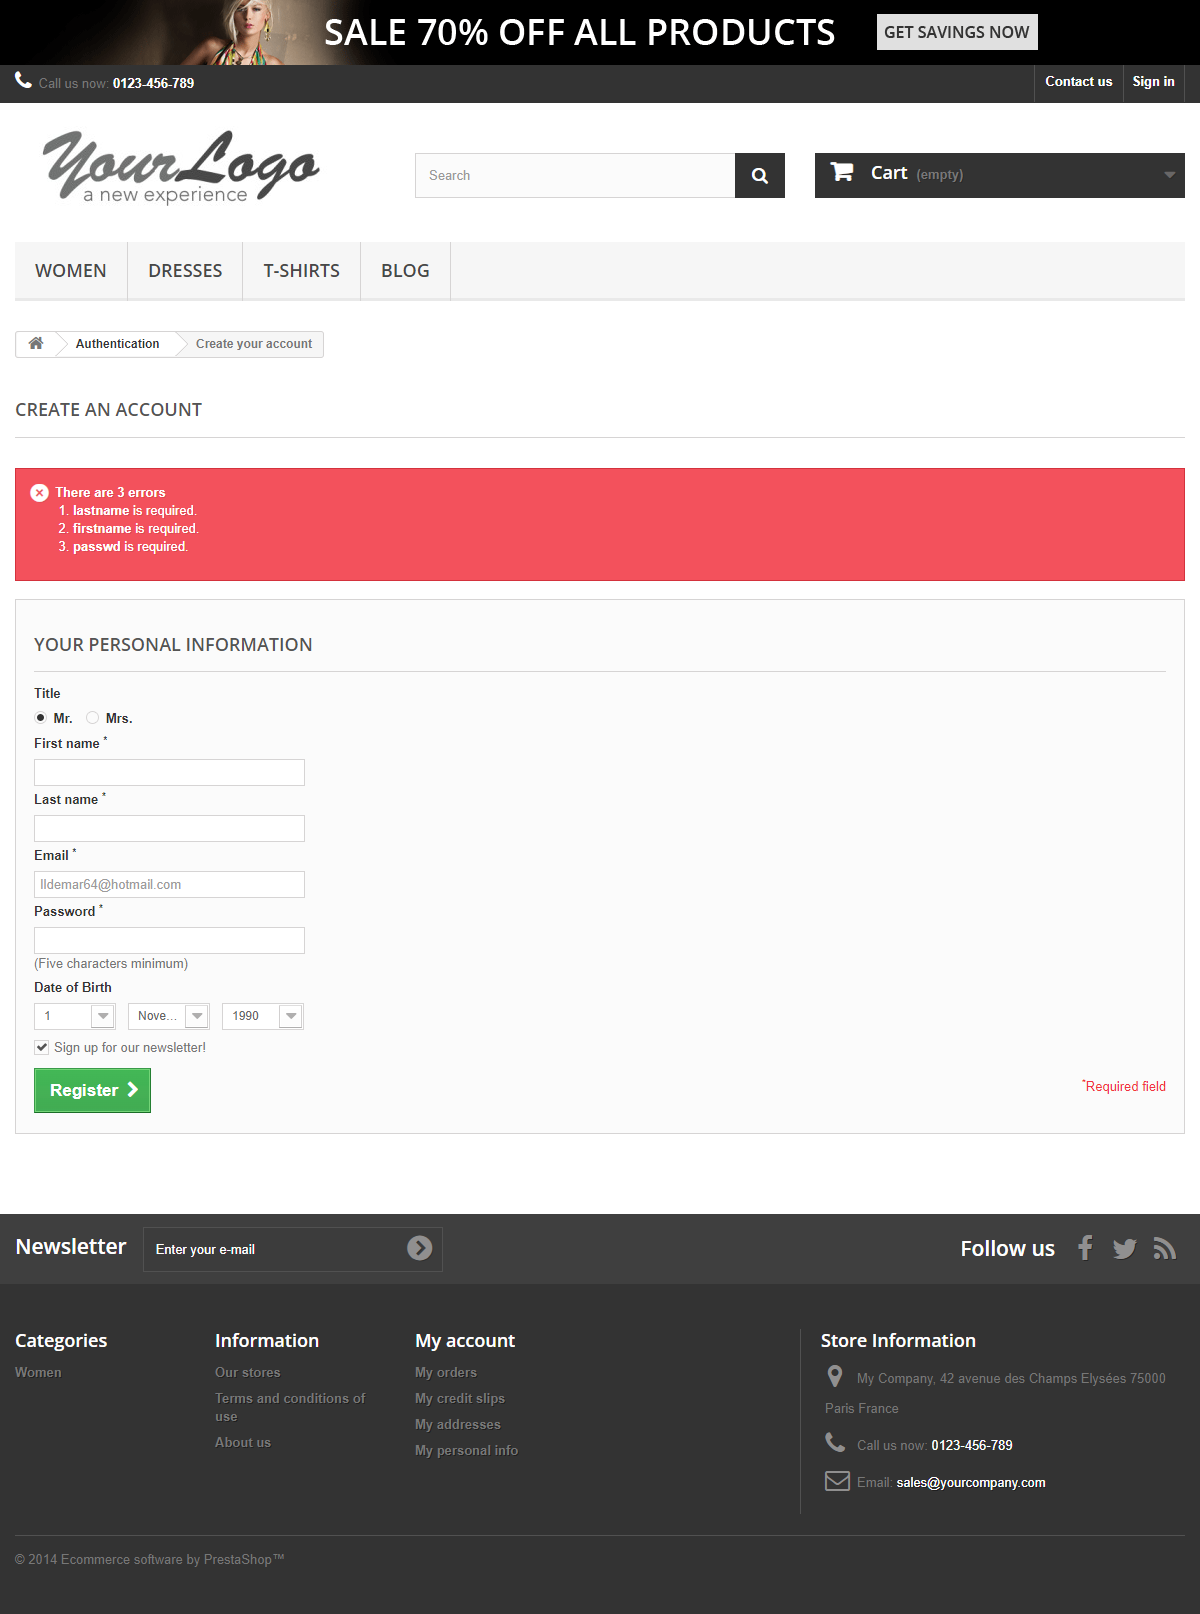 SALE 70% OFF ALL PRODUCTS GET SAVINGS NOW
Call us now: 0123-456-789 Contact us Sign in
YourLogo
a new experience
Search Cart (empty)
WOMEN DRESSES T-SHIRTS BLOG
Authentication Create your account
CREATE AN ACCOUNT
There are 3 errors
1. lastname is required.
2. firstname is required.
3. passwd is required.
YOUR PERSONAL INFORMATION
Title
Mr. Mrs.
First name *
Last name *
Email *
lldemar64@hotmail.com
Password *
(Five characters minimum)
Date of Birth
1 Nove... 1990
Sign up for our newsletter!
Register *Required field
Newsletter Enter your e-mail Follow us
Categories
Women
Information
Our stores
Terms and conditions of
use
About us
My account
My orders
My credit slips
My addresses
My personal info
Store Information
My Company, 42 avenue des Champs Elysées 75000
Paris France
Call us now: 0123-456-789
Email: sales@yourcompany.com
© 2014 Ecommerce software by PrestaShop™